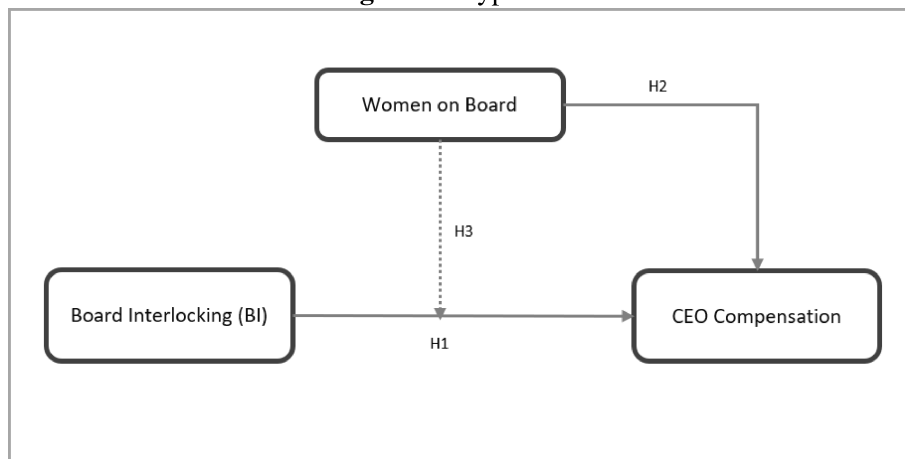 Women on Board
H2
H3
Board Interlocking (BI)
CEO Compensation
H1